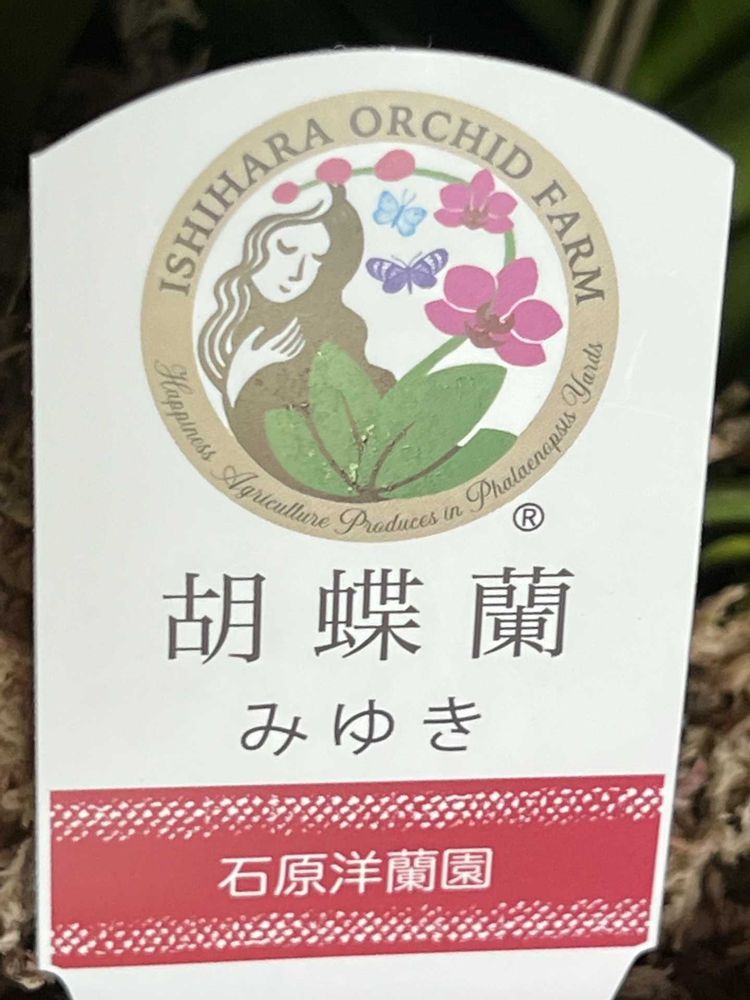 ISHIHARA ORCHID FARM
Happiness Agriculture Produces in Phalaenopsis Yards
®
胡蝶蘭
みゆき
石原洋蘭園